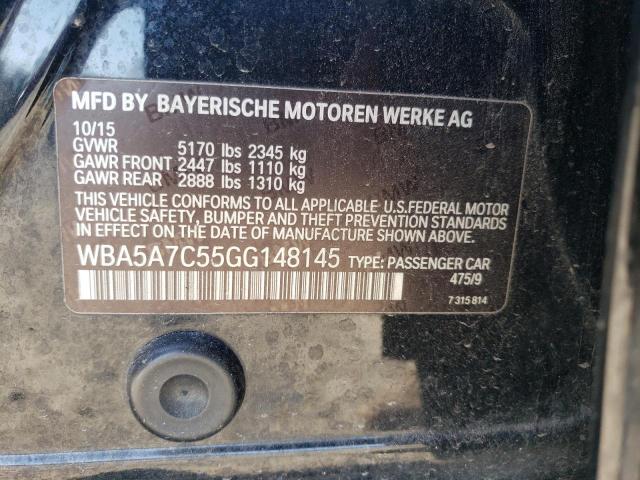 MFD BY BAYERISCHE MOTOREN WERKE AG
10/15
GVWR 5170 lbs 2345 kg
GAWR FRONT 2447 lbs 1110 kg
GAWR REAR 2888 lbs 1310 kg
THIS VEHICLE CONFORMS TO ALL APPLICABLE U.S.FEDERAL MOTOR
VEHICLE SAFETY, BUMPER AND THEFT PREVENTION STANDARDS
IN EFFECT ON THE DATE OF MANUFACTURE SHOWN ABOVE.
WBA5A7C55GG148145 TYPE: PASSENGER CAR
475/9
7 315 814